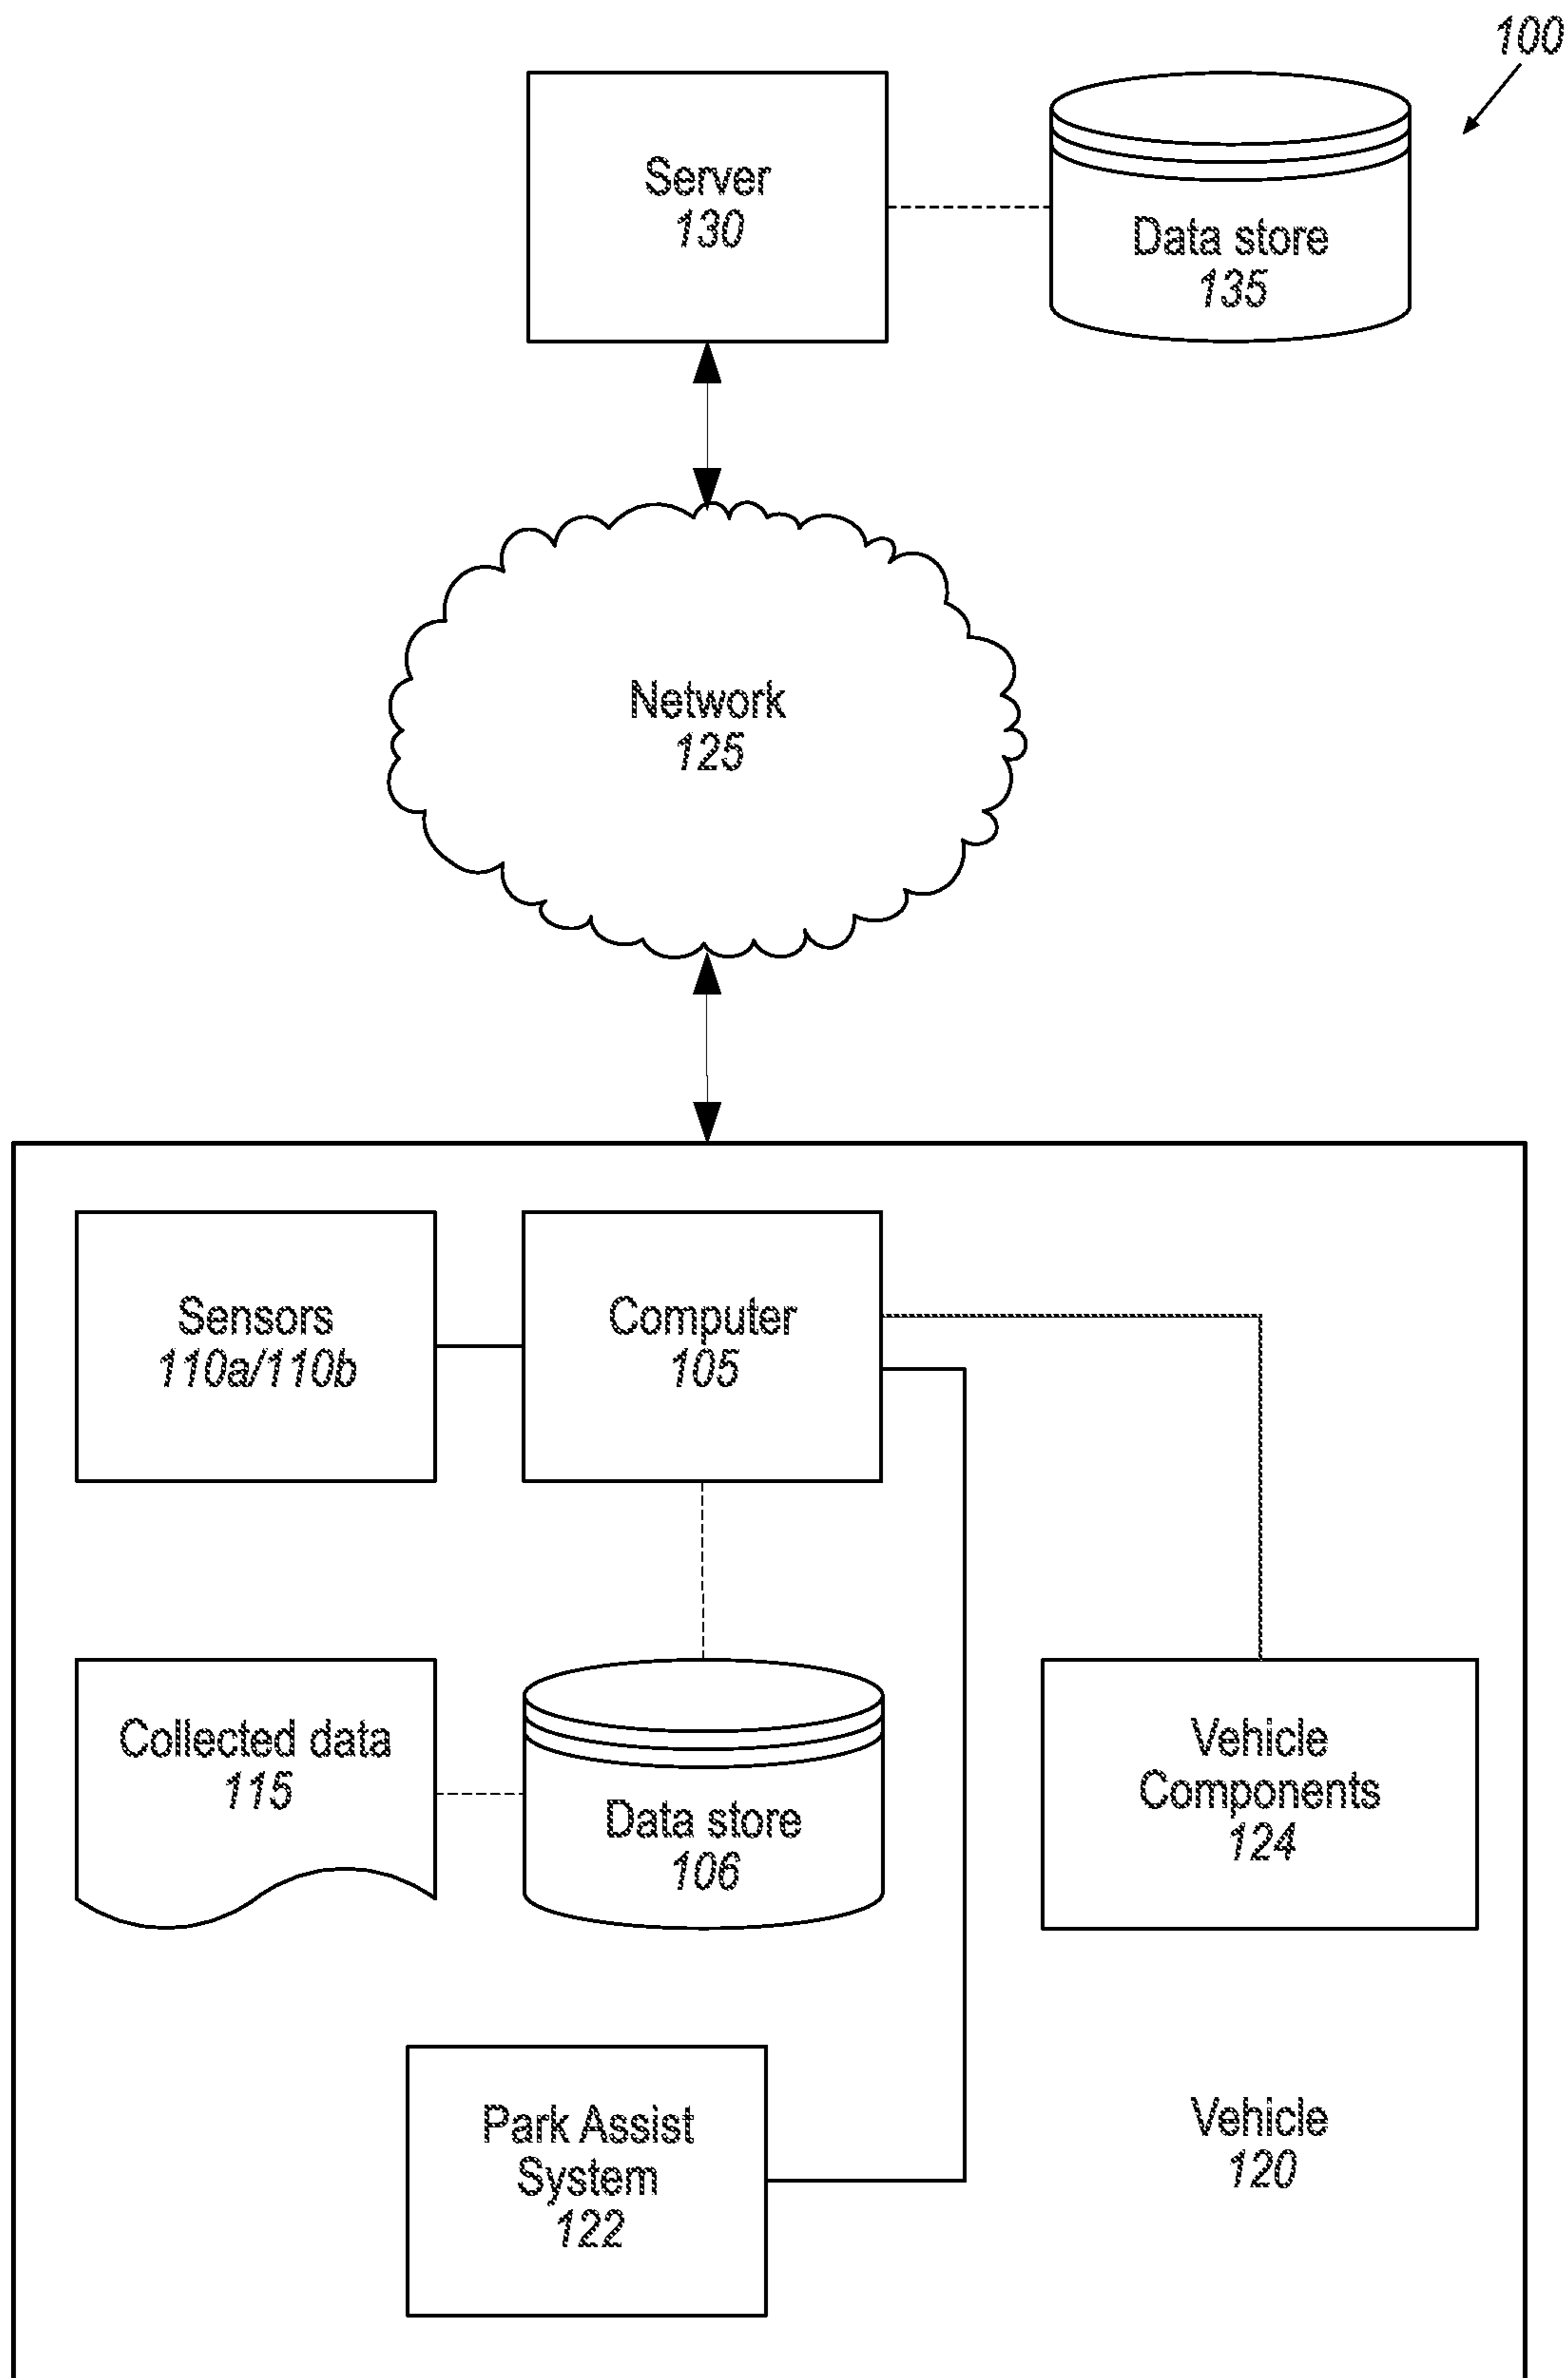 100
Server
130
Data store
135
Network
125
Sensors
110a/110b
Computer
105
Collected data
115
Data store
106
Vehicle
Components
124
Park Assist
System
122
Vehicle
120